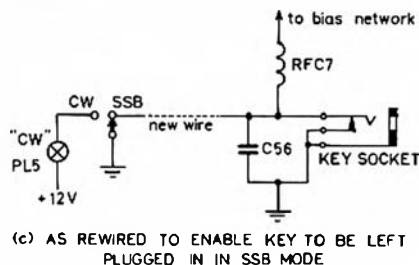 to bias network
RFC7
CW SSB
new wire
"CW"
PL5
C56
KEY SOCKET
+12V
(c) AS REWIRED TO ENABLE KEY TO BE LEFT
PLUGGED IN IN SSB MODE